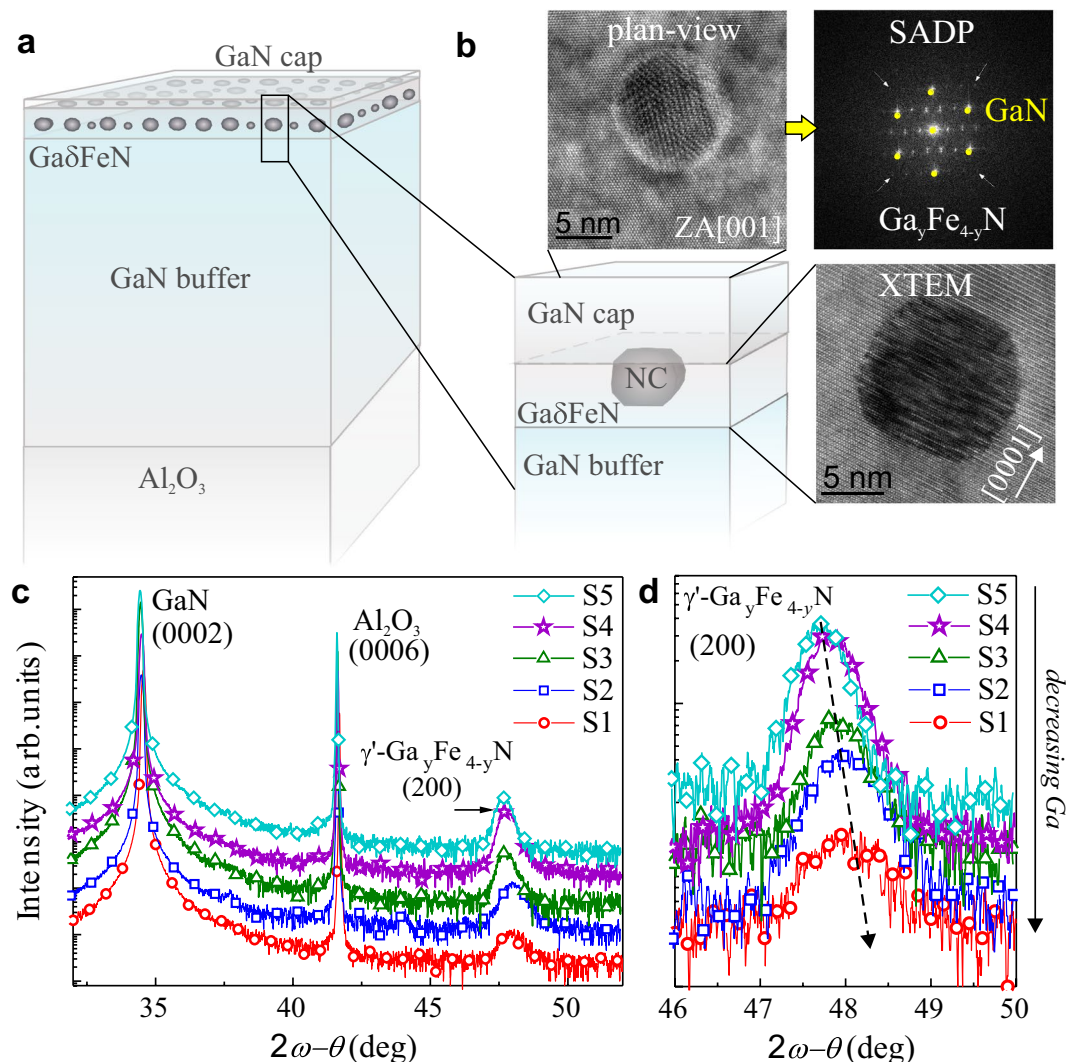 a
GaN cap
GaδFeN
GaN buffer
Al₂O₃
b
plan-view
5 nm
ZA[001]
SADP
GaN
GayFe4-yN
GaN cap
NC
GaδFeN
GaN buffer
XTEM
5 nm
[0001]
c
GaN
(0002)
Al₂O₃
(0006)
γ'-GayFe4-yN
(200)
S5
S4
S3
S2
S1
Intensity (arb.units)
35 40 45 50
2ω–θ (deg)
d
γ'-GayFe4-yN
(200)
S5
S4
S3
S2
S1
decreasing Ga
46 47 48 49 50
2ω–θ (deg)